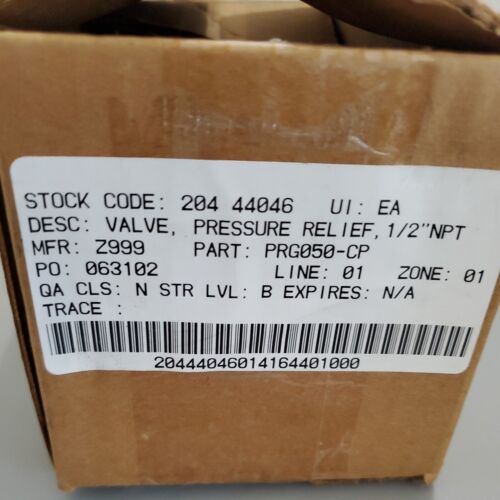 STOCK CODE: 204 44046 UI: EA
DESC: VALVE, PRESSURE RELIEF, 1/2"NPT
MFR: Z999 PART: PRG050-CP
PO: 063102 LINE: 01 ZONE: 01
QA CLS: N STR LVL: B EXPIRES: N/A
TRACE :
20444046014164401000